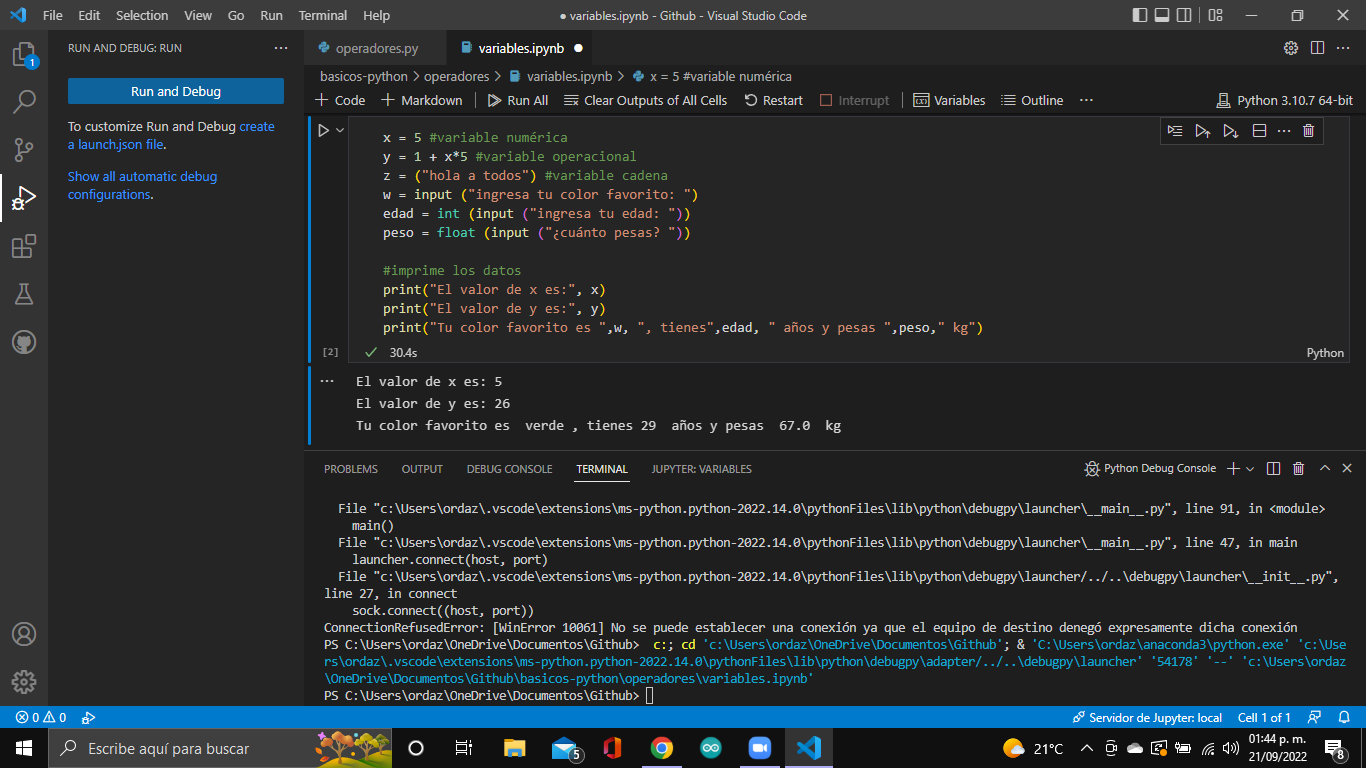 File Edit Selection View Go Run Terminal Help
● variables.ipynb - Github - Visual Studio Code
RUN AND DEBUG: RUN ···
operadores.py variables.ipynb ●
basicos-python > operadores > variables.ipynb > x = 5 #variable numérica
Run and Debug
+ Code + Markdown Run All Clear Outputs of All Cells Restart Interrupt Variables Outline ··· Python 3.10.7 64-bit
To customize Run and Debug create
a launch.json file.
Show all automatic debug
configurations.
1
x = 5 #variable numérica
y = 1 + x*5 #variable operacional
z = ("hola a todos") #variable cadena
w = input ("ingresa tu color favorito: ")
edad = int (input ("ingresa tu edad: "))
peso = float (input ("¿cuánto pesas? "))
#imprime los datos
print("El valor de x es:", x)
print("El valor de y es:", y)
print("Tu color favorito es ",w, ", tienes",edad, " años y pesas ",peso," kg")
[2] ✓ 30.4s Python
··· El valor de x es: 5
El valor de y es: 26
Tu color favorito es  verde , tienes 29  años y pesas  67.0  kg
PROBLEMS OUTPUT DEBUG CONSOLE TERMINAL JUPYTER: VARIABLES Python Debug Console
File "c:\Users\ordaz\.vscode\extensions\ms-python.python-2022.14.0\pythonFiles\lib\python\debugpy\launcher\__main__.py", line 91, in <module>
main()
File "c:\Users\ordaz\.vscode\extensions\ms-python.python-2022.14.0\pythonFiles\lib\python\debugpy\launcher\__main__.py", line 47, in main
launcher.connect(host, port)
File "c:\Users\ordaz\.vscode\extensions\ms-python.python-2022.14.0\pythonFiles\lib\python\debugpy\launcher/../..\debugpy\launcher\__init__.py",
line 27, in connect
sock.connect((host, port))
ConnectionRefusedError: [WinError 10061] No se puede establecer una conexión ya que el equipo de destino denegó expresamente dicha conexión
PS C:\Users\ordaz\OneDrive\Documentos\Github>  c:; cd 'c:\Users\ordaz\OneDrive\Documentos\Github'; & 'C:\Users\ordaz\anaconda3\python.exe' 'c:\Use
rs\ordaz\.vscode\extensions\ms-python.python-2022.14.0\pythonFiles\lib\python\debugpy\adapter/../..\debugpy\launcher' '54178' '--' 'c:\Users\ordaz
\OneDrive\Documentos\Github\basicos-python\operadores\variables.ipynb'
PS C:\Users\ordaz\OneDrive\Documentos\Github>
0 0 Servidor de Jupyter: local Cell 1 of 1
Escribe aquí para buscar 5 21°C 01:44 p. m.
21/09/2022 8